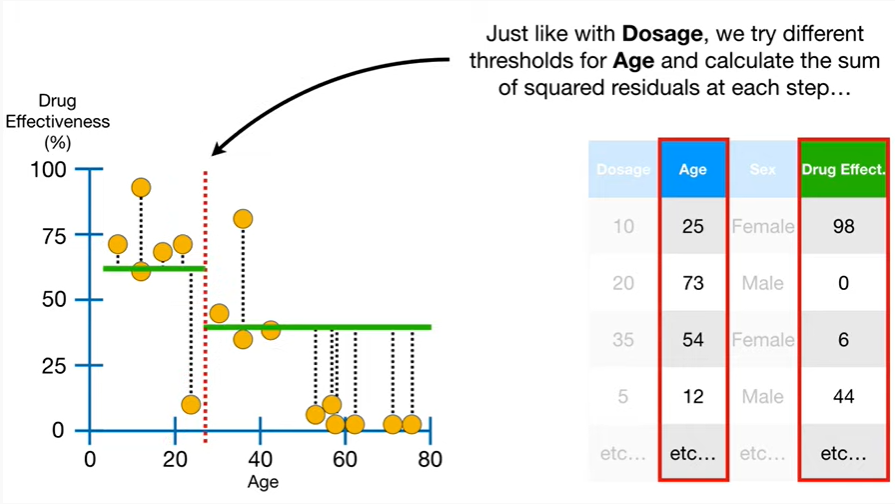 Just like with Dosage, we try different
thresholds for Age and calculate the sum
of squared residuals at each step…
Drug
Effectiveness
(%)
100
75
50
25
0
0
20
40
60
80
Age
Dosage Age Sex Drug Effect.
10 25 Female 98
20 73 Male 0
35 54 Female 6
5 12 Male 44
etc… etc… etc… etc…